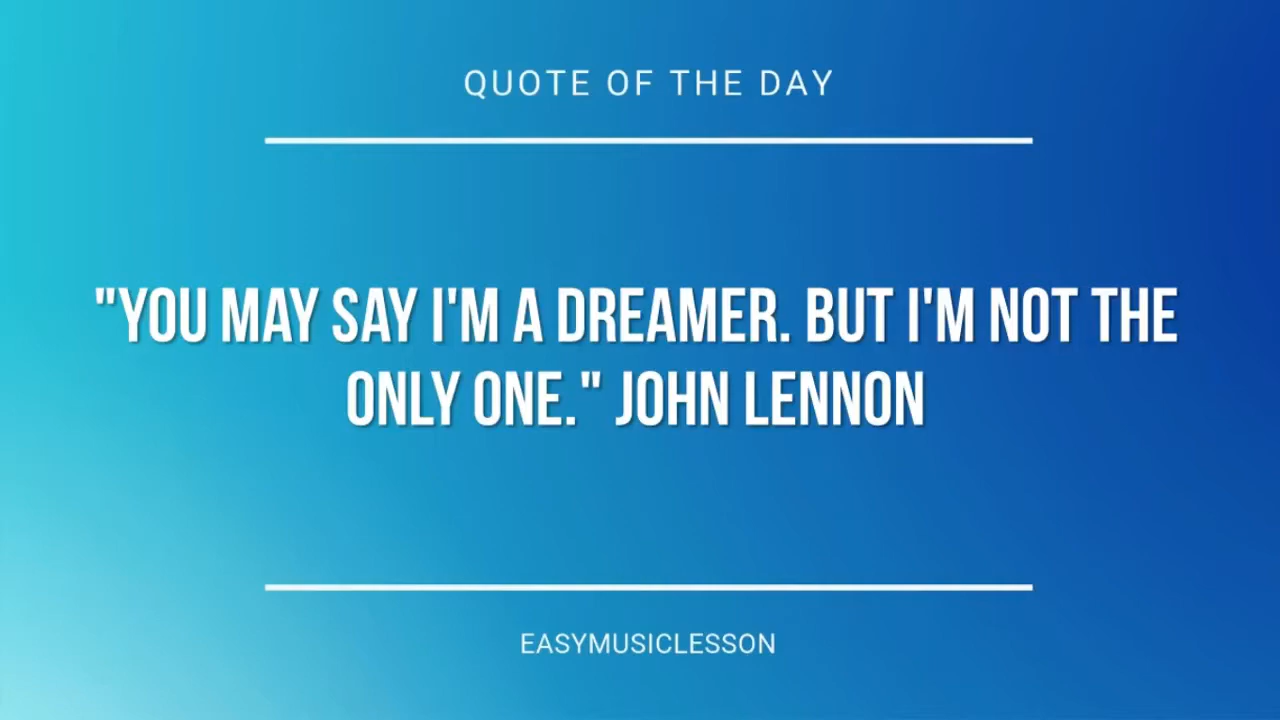 QUOTE OF THE DAY
"YOU MAY SAY I'M A DREAMER. BUT I'M NOT THE
ONLY ONE." JOHN LENNON
EASYMUSICLESSON